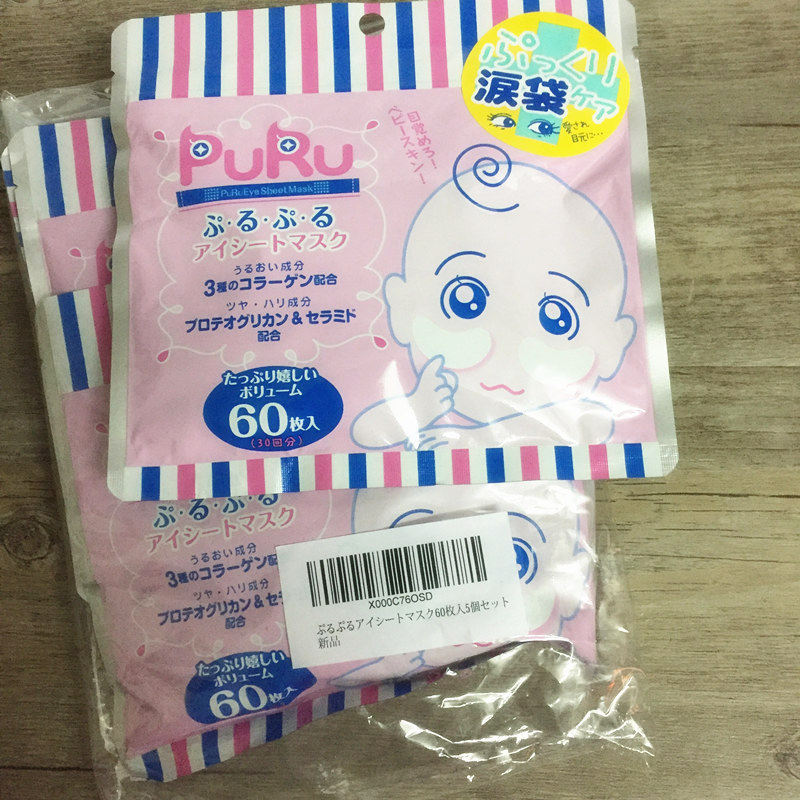 ぷっくり
涙袋ケア
愛され
目元に…
目覚めろ!
ベビースキン!
PuRu
PuRu Eye Sheet Mask
ぷ・る・ぷ・る
アイシートマスク
うるおい成分
3種のコラーゲン配合
ツヤ・ハリ成分
プロテオグリカン&セラミド
配合
たっぷり嬉しい
ボリューム
60枚入
(30回分)
Pu
ぷ・る・ぷ・る
アイシートマスク
うるおい成分
3種のコラーゲン配
ツヤ・ハリ成分
プロテオグリカン&セラ
配合
たっぷり嬉しい
ボリューム
60枚入
X000C76OSD
ぷるぷるアイシートマスク60枚入5個セット
新品